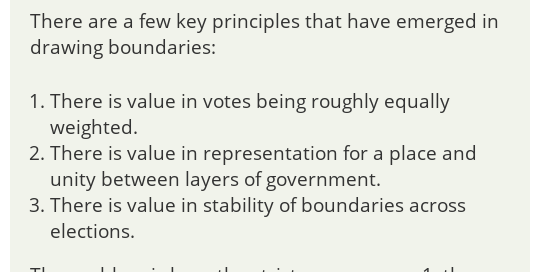 There are a few key principles that have emerged in
drawing boundaries:
1. There is value in votes being roughly equally
weighted.
2. There is value in representation for a place and
unity between layers of government.
3. There is value in stability of boundaries across
elections.